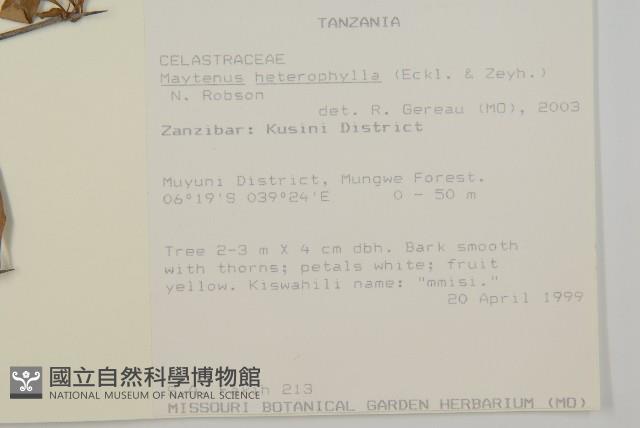 TANZANIA
CELASTRACEAE
Maytenus heterophylla (Eckl. & Zeyh.)
N. Robson
det. R. Gereau (MO), 2003
Zanzibar: Kusini District
Muyuni District, Mungwe Forest.
06°19'S 039°24'E 0 - 50 m
Tree 2-3 m X 4 cm dbh. Bark smooth
with thorns; petals white; fruit
yellow. Kiswahili name: "mmisi."
20 April 1999
213
MISSOURI BOTANICAL GARDEN HERBARIUM (MO)
國立自然科學博物館
NATIONAL MUSEUM OF NATURAL SCIENCE